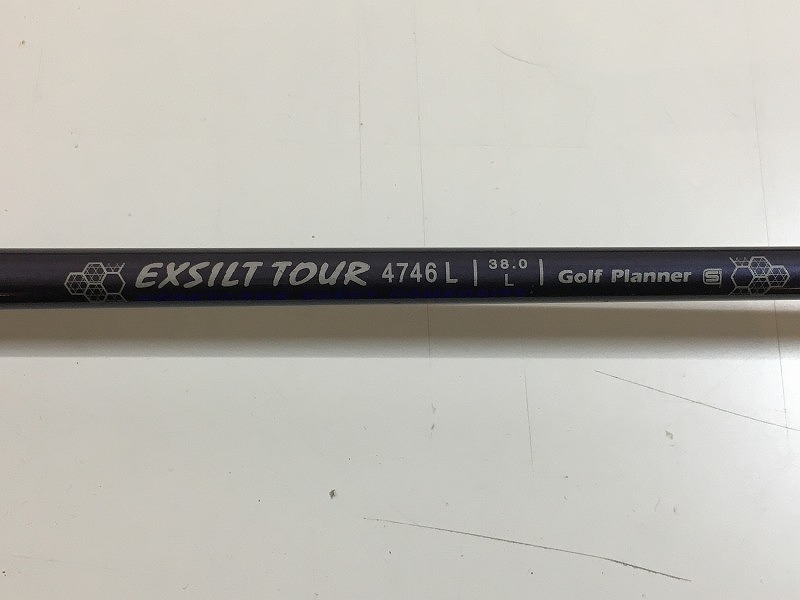 EXSILT TOUR 4746 L | 38.0 | Golf Planner
L